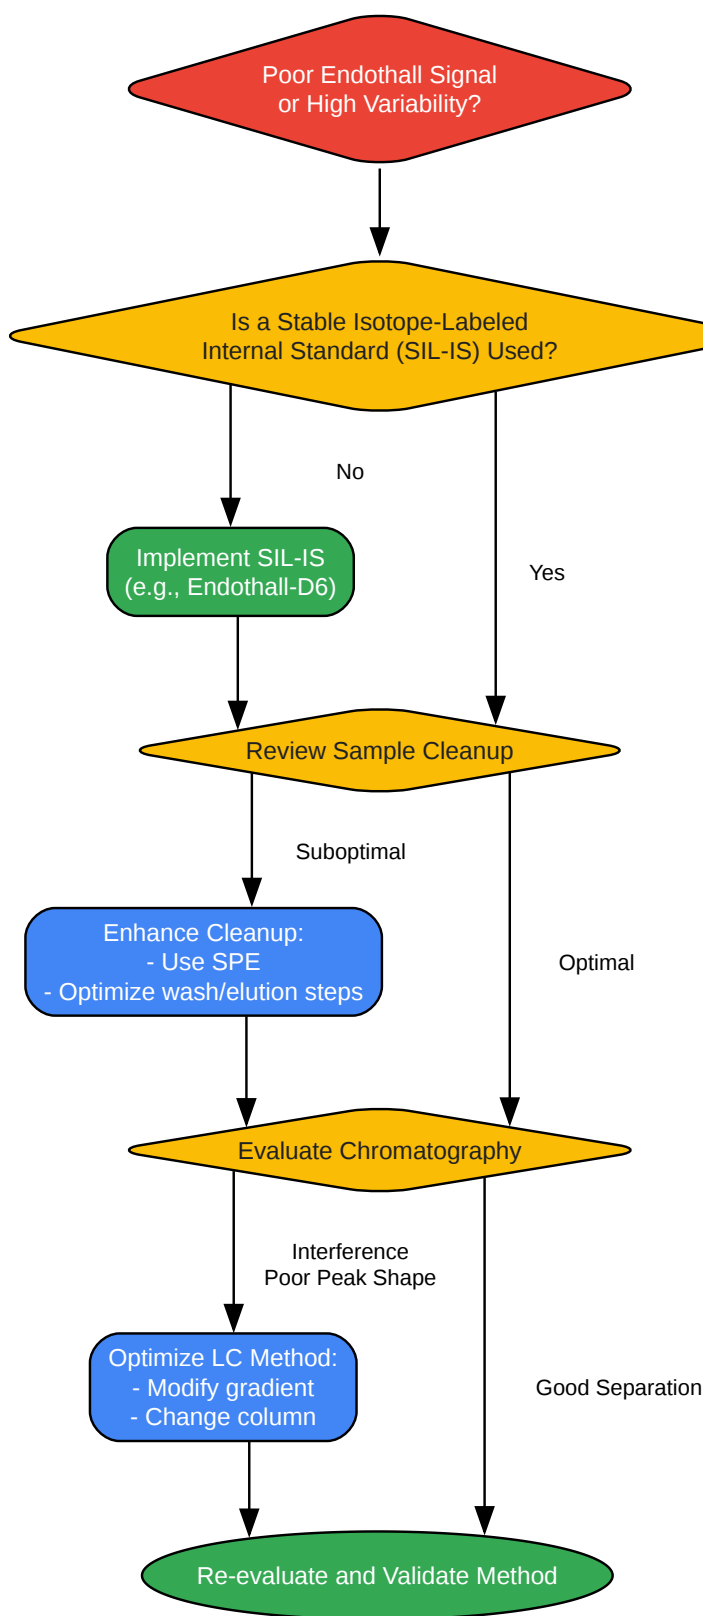 Poor Endothall Signal
or High Variability?
Is a Stable Isotope-Labeled
Internal Standard (SIL-IS) Used?
No
Implement SIL-IS
(e.g., Endothall-D6)
Yes
Review Sample Cleanup
Suboptimal
Enhance Cleanup:
- Use SPE
- Optimize wash/elution steps
Optimal
Evaluate Chromatography
Interference
Poor Peak Shape
Optimize LC Method:
- Modify gradient
- Change column
Good Separation
Re-evaluate and Validate Method